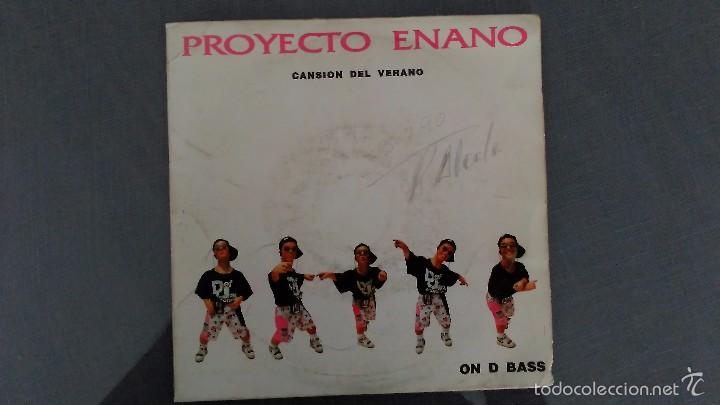 PROYECTO ENANO
CANSION DEL VERANO
ON D BASS
todocoleccion.net